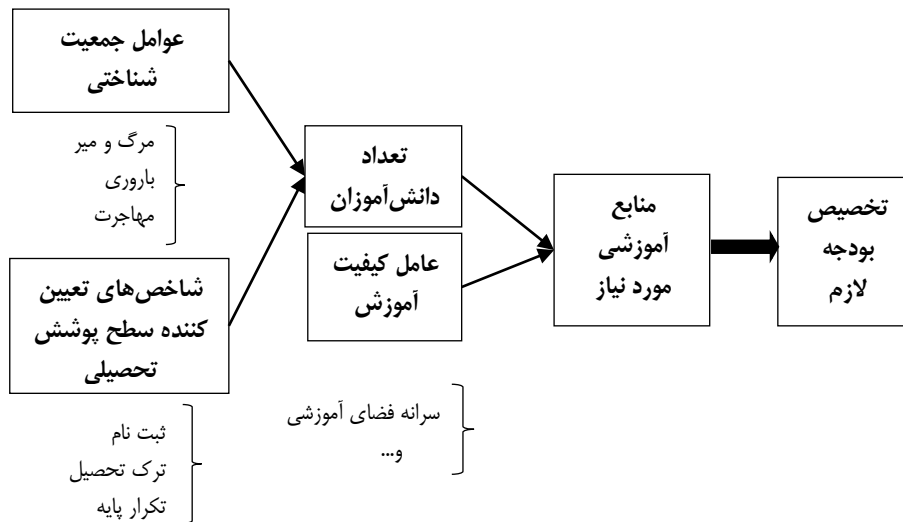 عوامل جمعیت
شناختی
مرگ و میر
باروری
مهاجرت
شاخص‌های تعیین
کننده سطح پوشش
تحصیلی
ثبت نام
ترک تحصیل
تکرار پایه
تعداد
دانش‌آموزان
عامل کیفیت
آموزش
سرانه فضای آموزشی
و...
منابع
آموزشی
مورد نیاز
تخصیص
بودجه
لازم